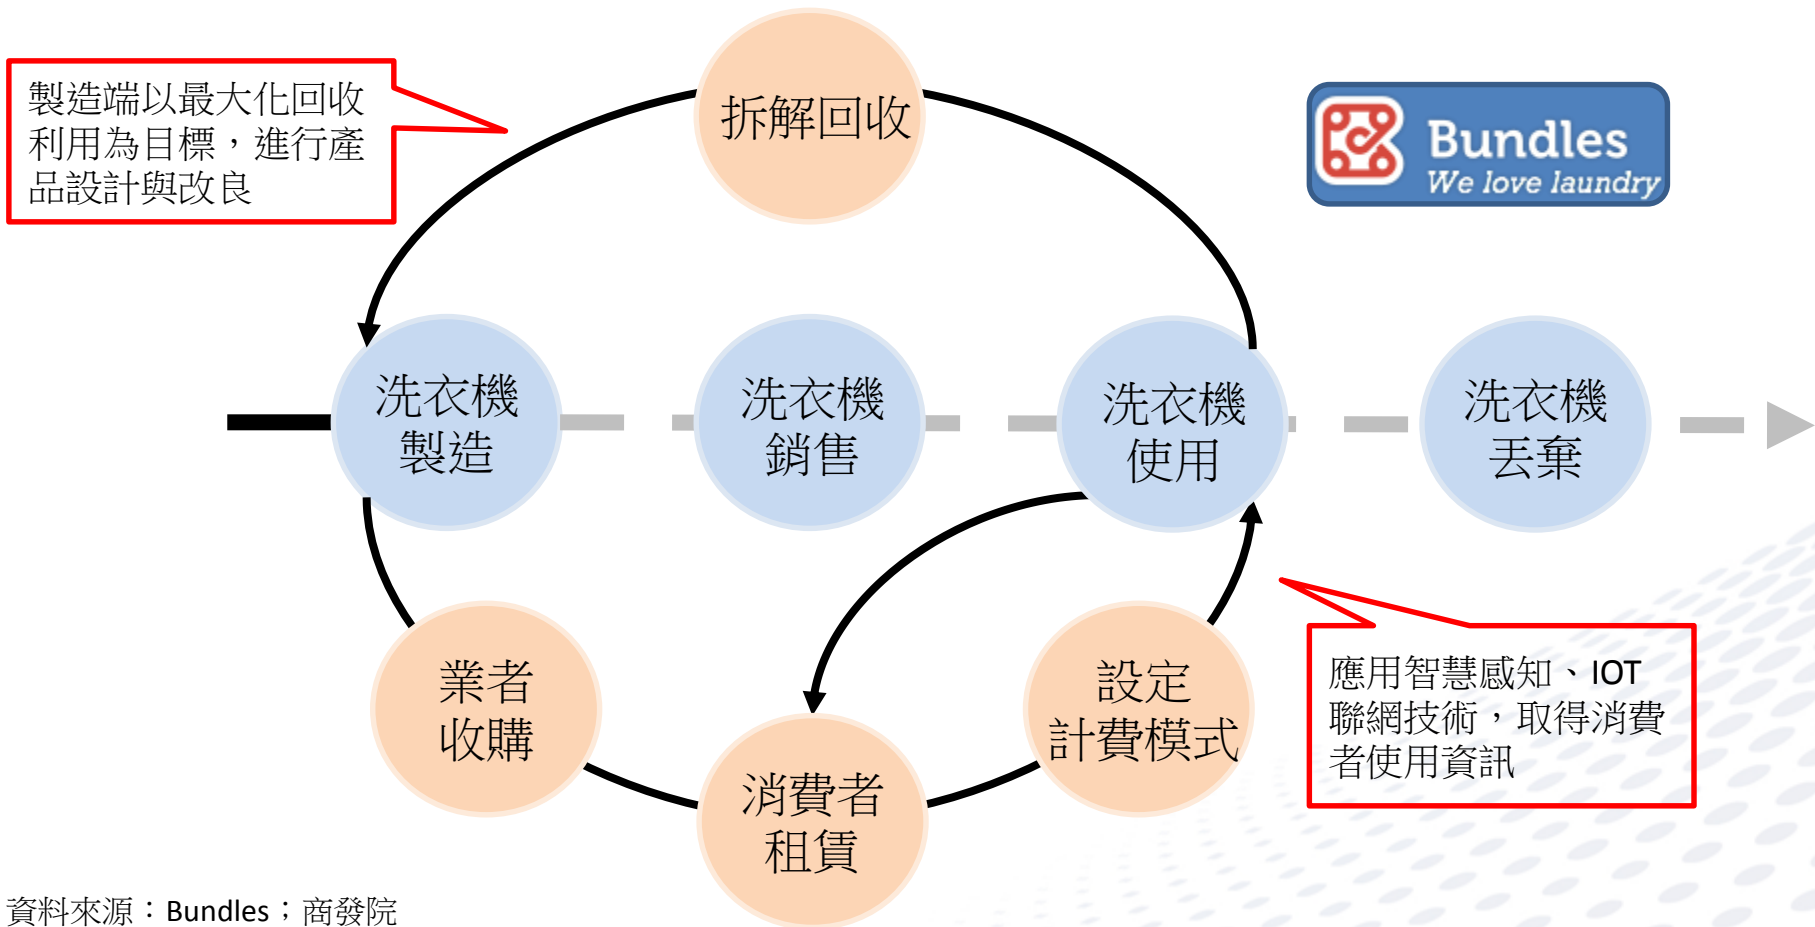 拆解回收
製造端以最大化回收
利用為目標，進行產
品設計與改良
Bundles
We love laundry
洗衣機
製造
洗衣機
銷售
洗衣機
使用
洗衣機
丟棄
業者
收購
消費者
租賃
設定
計費模式
應用智慧感知、IOT
聯網技術，取得消費
者使用資訊
資料來源：Bundles；商發院